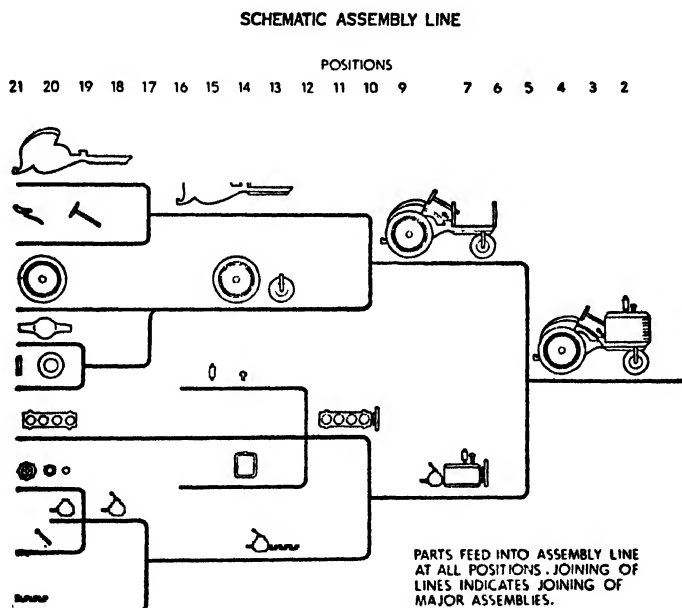 SCHEMATIC ASSEMBLY LINE
POSITIONS
21 20 19 18 17 16 15 14 13 12 11 10 9 7 6 5 4 3 2
PARTS FEED INTO ASSEMBLY LINE
AT ALL POSITIONS. JOINING OF
LINES INDICATES JOINING OF
MAJOR ASSEMBLIES.